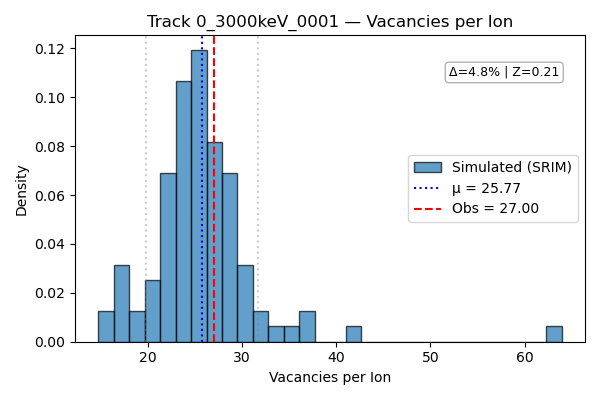 Track 0_3000keV_0001 — Vacancies per Ion
Density
0.12
0.10
0.08
0.06
0.04
0.02
0.00
Δ=4.8% | Z=0.21
Simulated (SRIM)
μ = 25.77
Obs = 27.00
20
30
40
50
60
Vacancies per Ion